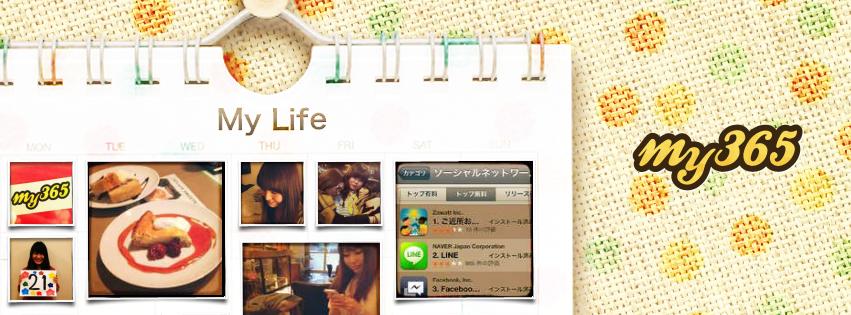 My Life
MON TUE WED THU FRI SAT SUN
my365
my365
21
カテゴリ ソーシャルネットワー...
トップ有料 トップ無料 リリース
Zawatt Inc.
1. ご近所お... インストール済
NAVER Japan Corporation
2. LINE インストール済
Facebook, Inc.
3. Faceboo... インストール済